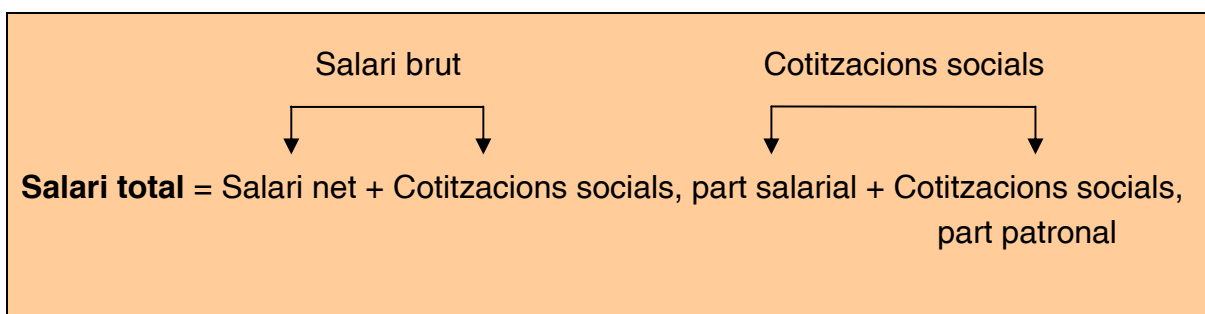 Salari brut Cotitzacions socials
Salari total = Salari net + Cotitzacions socials, part salarial + Cotitzacions socials,
part patronal